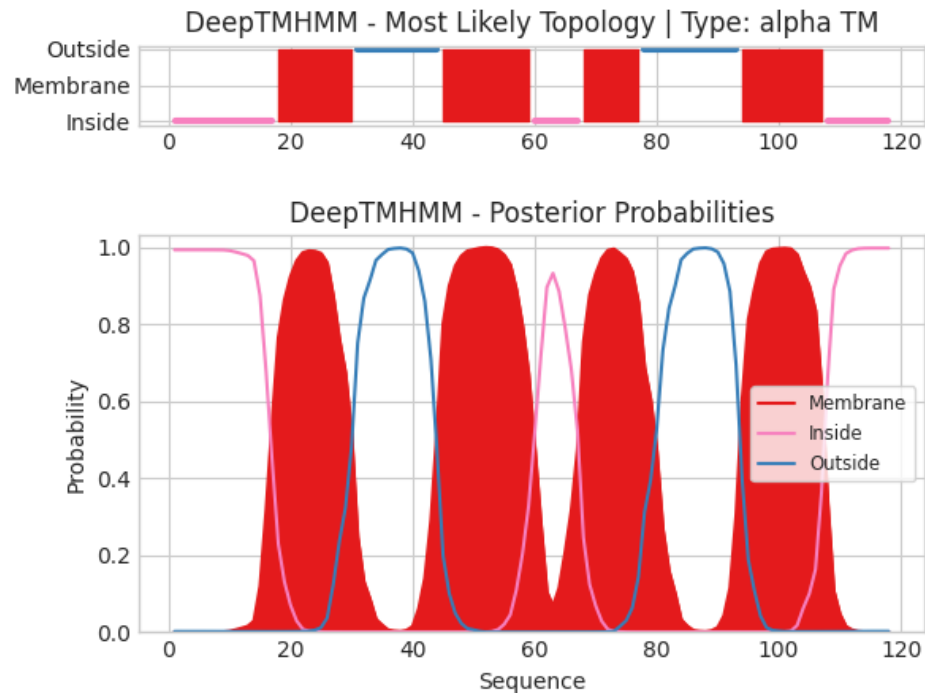 DeepTMHMM - Most Likely Topology | Type: alpha TM
Outside
Membrane
Inside
0 20 40 60 80 100 120
DeepTMHMM - Posterior Probabilities
1.0
0.8
0.6
0.4
0.2
0.0
Probability
Membrane
Inside
Outside
0 20 40 60 80 100 120
Sequence